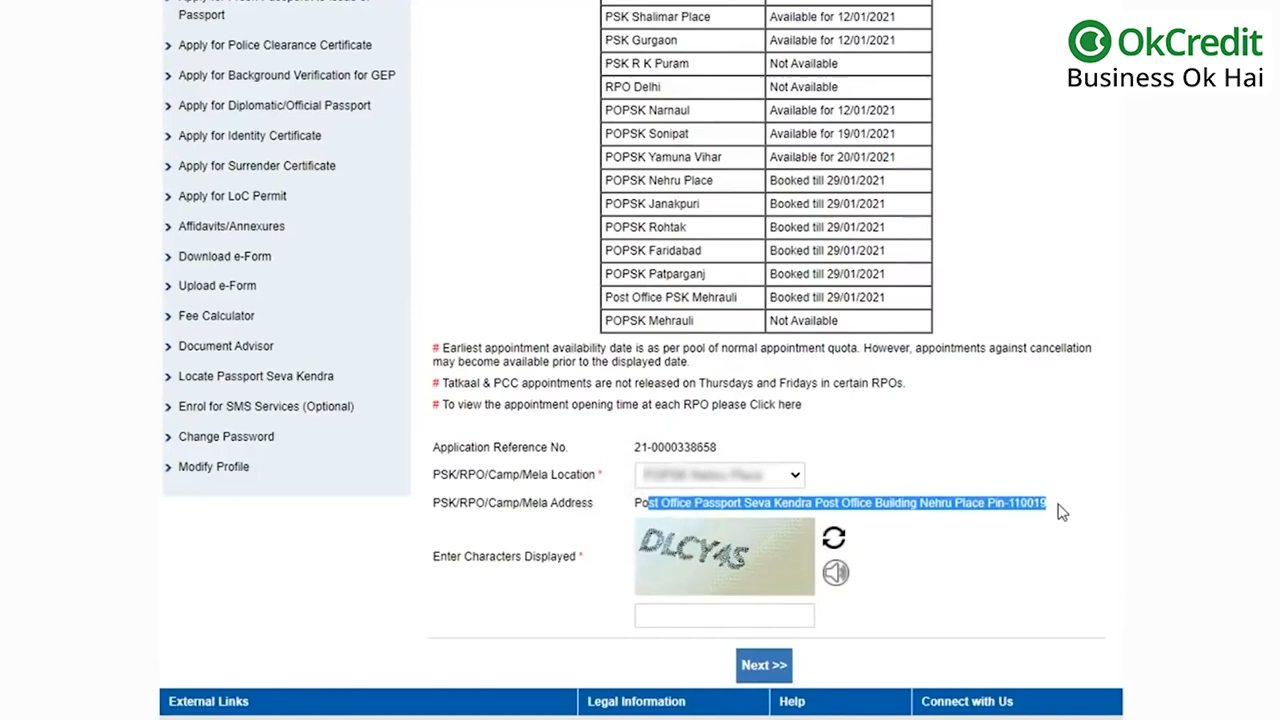 Passport
Apply for Police Clearance Certificate
Apply for Background Verification for GEP
Apply for Diplomatic/Official Passport
Apply for Identity Certificate
Apply for Surrender Certificate
Apply for LoC Permit
Affidavits/Annexures
Download e-Form
Upload e-Form
Fee Calculator
Document Advisor
Locate Passport Seva Kendra
Enrol for SMS Services (Optional)
Change Password
Modify Profile
PSK Shalimar Place Available for 12/01/2021
PSK Gurgaon Available for 12/01/2021
PSK R K Puram Not Available
RPO Delhi Not Available
POPSK Narnaul Available for 12/01/2021
POPSK Sonipat Available for 19/01/2021
POPSK Yamuna Vihar Available for 20/01/2021
POPSK Nehru Place Booked till 29/01/2021
POPSK Janakpuri Booked till 29/01/2021
POPSK Rohtak Booked till 29/01/2021
POPSK Faridabad Booked till 29/01/2021
POPSK Patparganj Booked till 29/01/2021
Post Office PSK Mehrauli Booked till 29/01/2021
POPSK Mehrauli Not Available
# Earliest appointment availability date is as per pool of normal appointment quota. However, appointments against cancellation
may become available prior to the displayed date.
# Tatkaal & PCC appointments are not released on Thursdays and Fridays in certain RPOs.
# To view the appointment opening time at each RPO please Click here
Application Reference No. 21-0000338658
PSK/RPO/Camp/Mela Location *
PSK/RPO/Camp/Mela Address Post Office Passport Seva Kendra Post Office Building Nehru Place Pin-110019
Enter Characters Displayed * DLCY45
Next >>
External Links Legal Information Help Connect with Us
OkCredit
Business Ok Hai